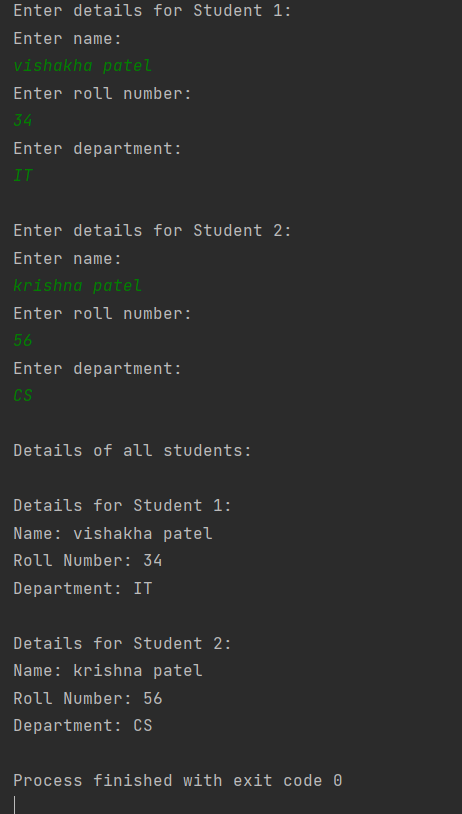 Enter details for Student 1:
Enter name:
vishakha patel
Enter roll number:
34
Enter department:
IT
Enter details for Student 2:
Enter name:
krishna patel
Enter roll number:
56
Enter department:
CS
Details of all students:
Details for Student 1:
Name: vishakha patel
Roll Number: 34
Department: IT
Details for Student 2:
Name: krishna patel
Roll Number: 56
Department: CS
Process finished with exit code 0